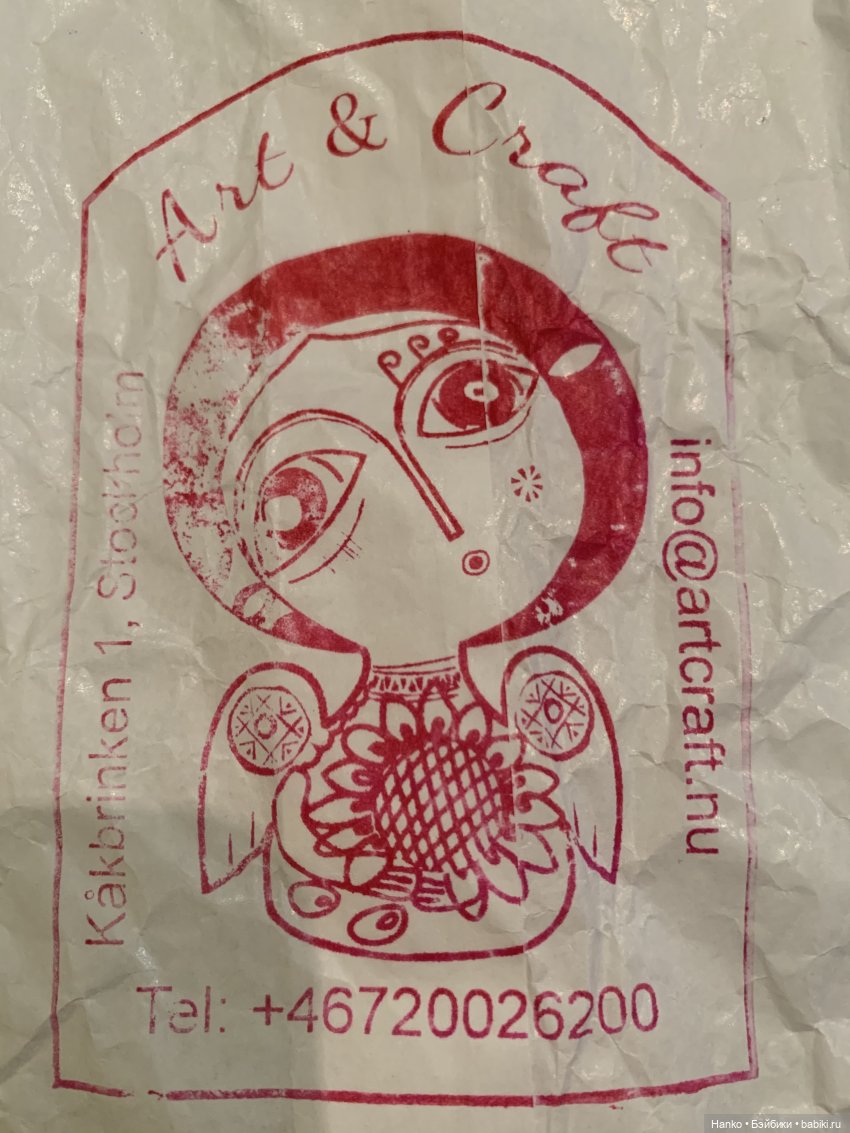 Art & Craft
Kåkbrinken 1, Stockholm
info@artcraft.nu
Tel: +46720026200
Hanko • Бэйбики • babiki.ru